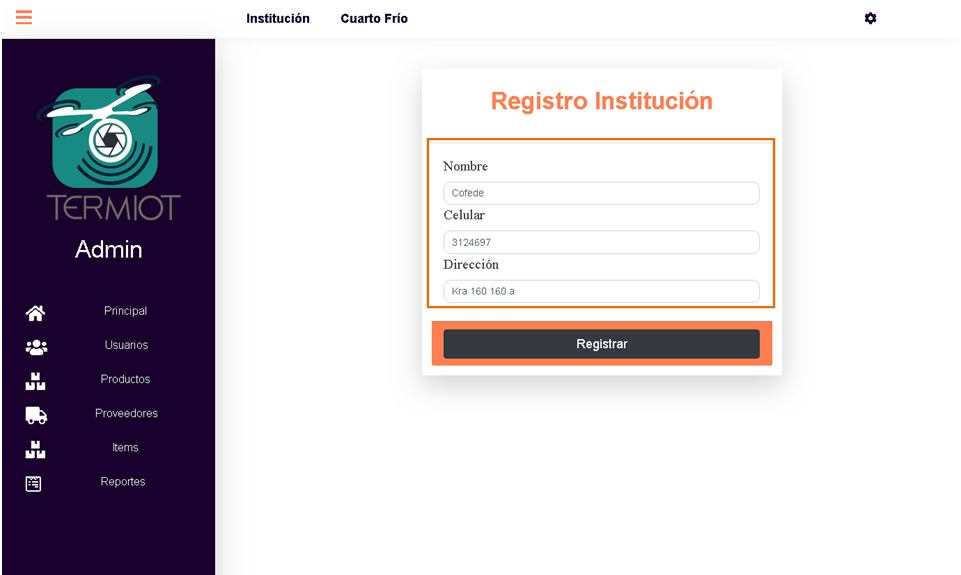 Institución Cuarto Frío
TERMIOT
Admin
Principal
Usuarios
Productos
Proveedores
Items
Reportes
Registro Institución
Nombre
Cofede
Celular
3124697
Dirección
Kra 160 160 a
Registrar